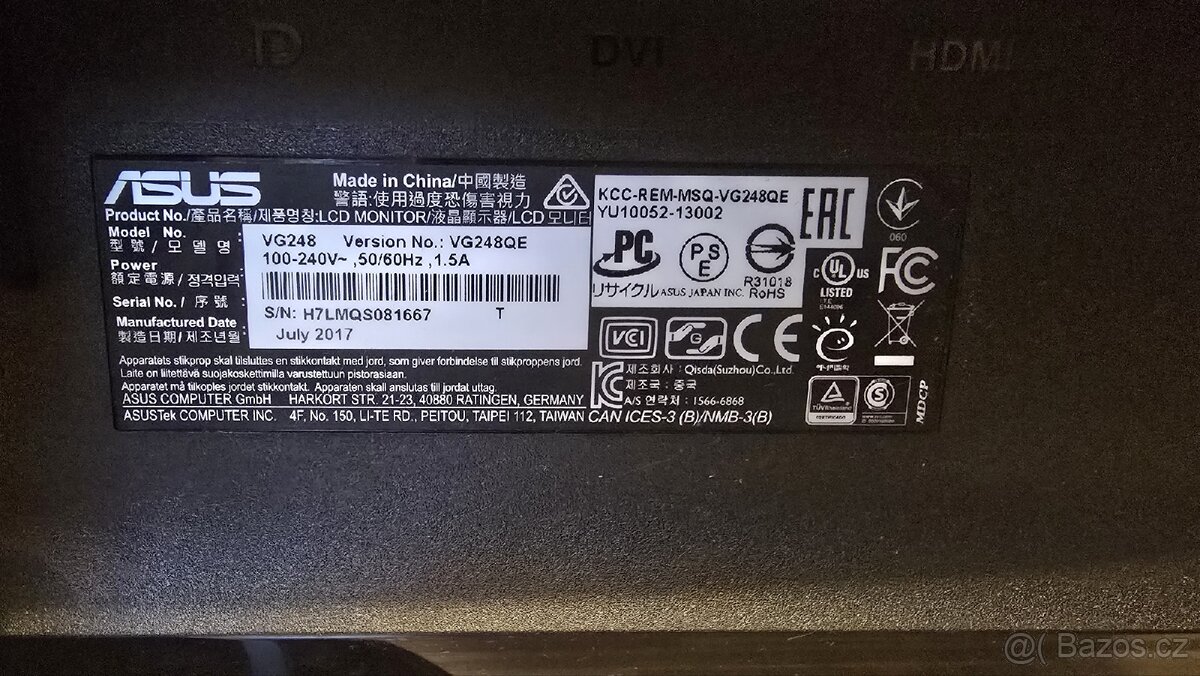 DVI
HDMI
ASUS
Made in China/中國製造
警語:使用過度恐傷害視力
Product No./產品名稱/제품명칭:LCD MONITOR/液晶顯示器/LCD 모니터
Model No.
型號/모델명 :
VG248 Version No.: VG248QE
Power
額定電源/정격입력 :
100-240V~ ,50/60Hz ,1.5A
Serial No./ 序號 :
S/N: H7LMQS081667 T
Manufactured Date :
製造日期/제조년월
July 2017
KCC-REM-MSQ-VG248QE
YU10052-13002
PC
リサイクル
PS
E
ASUS JAPAN INC.
R31018
RoHS
EAC
060
C UL US
LISTED
FC
VCCI
CE
Apparatets stikprop skal tilsluttes en stikkontakt med jord, som giver forbindelse til stikproppens jord.
Laite on liitettävä suojakoskettimilla varustettuun pistorasiaan.
Apparatet må tilkoples jordet stikkontakt. Apparaten skall anslutas till jordat uttag.
ASUS COMPUTER GmbH HARKORT STR. 21-23, 40880 RATINGEN, GERMANY
ASUSTek COMPUTER INC. 4F, No. 150, LI-TE RD., PEITOU, TAIPEI 112, TAIWAN CAN ICES-3 (B)/NMB-3(B)
제조회사 : Qisda(Suzhou)Co.,Ltd.
제조국 : 중국
A/S 연락처 : 1566-6868
MDCP
@( Bazos.cz